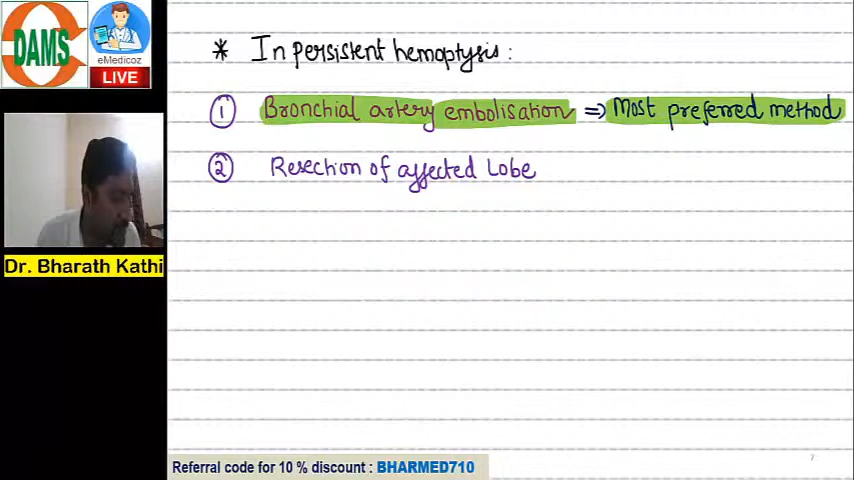 DAMS
eMedicoz
LIVE
* In persistent hemoptysis :
① Bronchial artery embolisation ⇒ Most preferred method
② Resection of affected Lobe
Dr. Bharath Kathi
7
Referral code for 10 % discount : BHARMED710